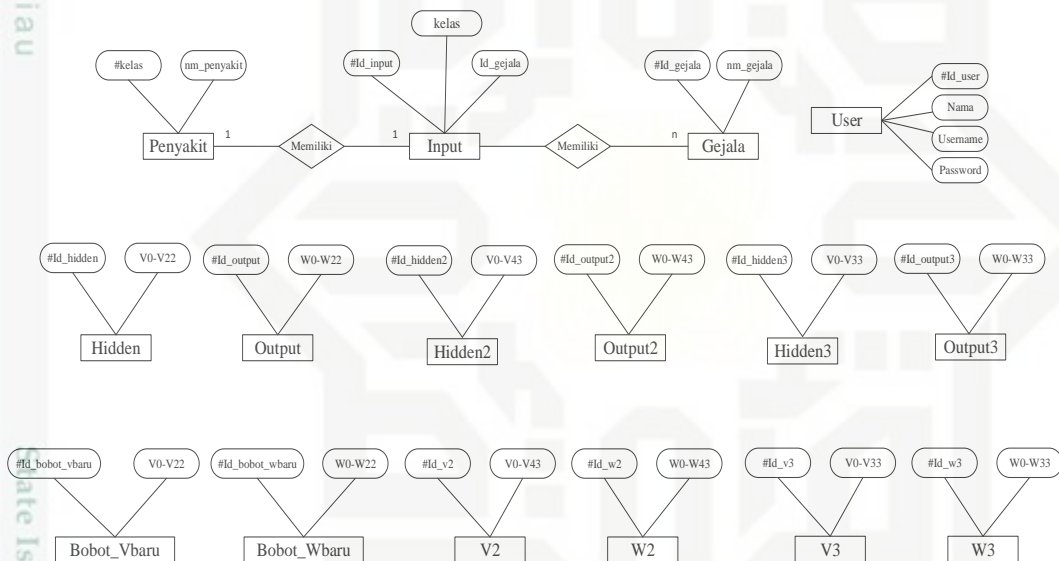 kelas
#kelas
nm_penyakit
#Id_input
Id_gejala
#Id_gejala
nm_gejala
#Id_user
Nama
Username
Password
User
Penyakit
1
Memiliki
1
Input
Memiliki
n
Gejala
#Id_hidden
V0-V22
#Id_output
W0-W22
#Id_hidden2
V0-V43
#Id_output2
W0-W43
#Id_hidden3
V0-V33
#Id_output3
W0-W33
Hidden
Output
Hidden2
Output2
Hidden3
Output3
#Id_bobot_vbaru
V0-V22
#Id_bobot_wbaru
W0-W22
#Id_v2
V0-V43
#Id_w2
W0-W43
#Id_v3
V0-V33
#Id_w3
W0-W33
Bobot_Vbaru
Bobot_Wbaru
V2
W2
V3
W3
iau
State Is